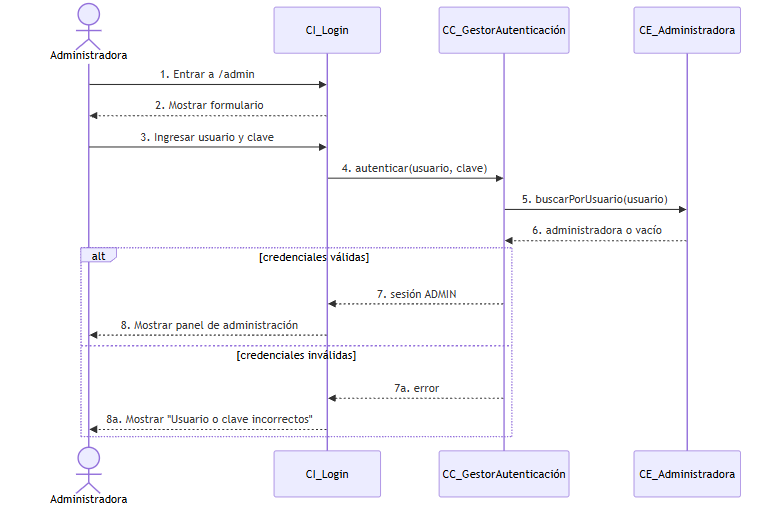 Administradora
CI_Login
CC_GestorAutenticación
CE_Administradora
1. Entrar a /admin
2. Mostrar formulario
3. Ingresar usuario y clave
4. autenticar(usuario, clave)
5. buscarPorUsuario(usuario)
6. administradora o vacío
alt
[credenciales válidas]
7. sesión ADMIN
8. Mostrar panel de administración
[credenciales inválidas]
7a. error
8a. Mostrar "Usuario o clave incorrectos"
Administradora
CI_Login
CC_GestorAutenticación
CE_Administradora